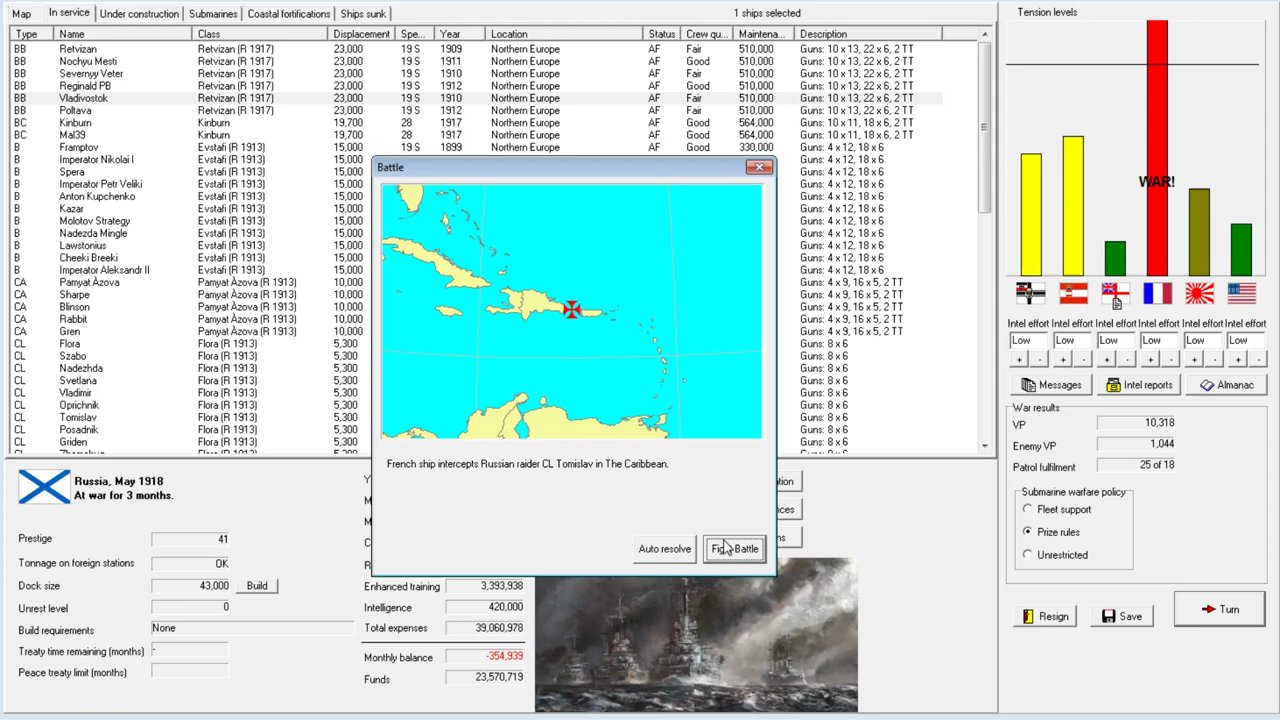 Map In service Under construction Submarines Coastal fortifications Ships sunk 1 ships selected
Type Name Class Displacement Spe... Year Location Status Crew qu... Maintena... Description
BB Retvizan Retvizan (R 1917) 23,000 19 S 1909 Northern Europe AF Fair 510,000 Guns: 10 x 13, 22 x 6, 2 TT
BB Nochyu Mesti Retvizan (R 1917) 23,000 19 S 1911 Northern Europe AF Good 510,000 Guns: 10 x 13, 22 x 6, 2 TT
BB Severnyy Veter Retvizan (R 1917) 23,000 19 S 1910 Northern Europe AF Fair 510,000 Guns: 10 x 13, 22 x 6, 2 TT
BB Reginald PB Retvizan (R 1917) 23,000 19 S 1912 Northern Europe AF Good 510,000 Guns: 10 x 13, 22 x 6, 2 TT
BB Vladivostok Retvizan (R 1917) 23,000 19 S 1910 Northern Europe AF Fair 510,000 Guns: 10 x 13, 22 x 6, 2 TT
BB Poltava Retvizan (R 1917) 23,000 19 S 1912 Northern Europe AF Good 510,000 Guns: 10 x 13, 22 x 6, 2 TT
BC Kinburn Kinburn 19,700 28 1917 Northern Europe AF Good 564,000 Guns: 10 x 11, 18 x 6, 2 TT
BC Mal39 Kinburn 19,700 28 1917 Northern Europe AF Good 564,000 Guns: 10 x 11, 18 x 6, 2 TT
B Framptov Evstafi (R 1913) 15,000 19 S 1899 Northern Europe AF Good 330,000 Guns: 4 x 12, 18 x 6
B Imperator Nikolai I Evstafi (R 1913) 15,000 Guns: 4 x 12, 18 x 6
B Spera Evstafi (R 1913) 15,000 Guns: 4 x 12, 18 x 6
B Imperator Petr Veliki Evstafi (R 1913) 15,000 Guns: 4 x 12, 18 x 6
B Anton Kupchenko Evstafi (R 1913) 15,000 Guns: 4 x 12, 18 x 6
B Kazar Evstafi (R 1913) 15,000 Guns: 4 x 12, 18 x 6
B Molotov Strategy Evstafi (R 1913) 15,000 Guns: 4 x 12, 18 x 6
B Nadezda Mingle Evstafi (R 1913) 15,000 Guns: 4 x 12, 18 x 6
B Lawstonius Evstafi (R 1913) 15,000 Guns: 4 x 12, 18 x 6
B Cheeki Breeki Evstafi (R 1913) 15,000 Guns: 4 x 12, 18 x 6
B Imperator Aleksandr II Evstafi (R 1913) 15,000 Guns: 4 x 12, 18 x 6
CA Pamyat Azova Pamyat Àzova (R 1913) 10,000 Guns: 4 x 9, 16 x 5, 2 TT
CA Sharpe Pamyat Àzova (R 1913) 10,000 Guns: 4 x 9, 16 x 5, 2 TT
CA Blinson Pamyat Àzova (R 1913) 10,000 Guns: 4 x 9, 16 x 5, 2 TT
CA Rabbit Pamyat Àzova (R 1913) 10,000 Guns: 4 x 9, 16 x 5, 2 TT
CA Gren Pamyat Àzova (R 1913) 10,000 Guns: 4 x 9, 16 x 5, 2 TT
CL Flora Flora (R 1913) 5,300 Guns: 8 x 6
CL Szabo Flora (R 1913) 5,300 Guns: 8 x 6
CL Nadezhda Flora (R 1913) 5,300 Guns: 8 x 6
CL Svetlana Flora (R 1913) 5,300 Guns: 8 x 6
CL Vladimir Flora (R 1913) 5,300 Guns: 8 x 6
CL Oprichnik Flora (R 1913) 5,300 Guns: 8 x 6
CL Tomislav Flora (R 1913) 5,300 Guns: 8 x 6
CL Posadnik Flora (R 1913) 5,300 Guns: 8 x 6
CL Griden Flora (R 1913) 5,300 Guns: 8 x 6
Battle
French ship intercepts Russian raider CL Tomislav in The Caribbean.
Auto resolve Battle
Russia, May 1918
At war for 3 months.
Prestige 41
Tonnage on foreign stations OK
Dock size 43,000 Build
Unrest level 0
Build requirements None
Treaty time remaining (months) -
Peace treaty limit (months)
Enhanced training 3,393,938
Intelligence 420,000
Total expenses 39,060,978
Monthly balance -354,939
Funds 23,570,719
Tension levels
WAR!
Intel effort Intel effort Intel effort Intel effort Intel effort Intel effort
Low Low Low Low Low Low
+ - + - + - + - + - + -
Messages Intel reports Almanac
War results
VP 10,318
Enemy VP 1,044
Patrol fulfilment 25 of 18
Submarine warfare policy
Fleet support
Prize rules
Unrestricted
Resign Save Turn